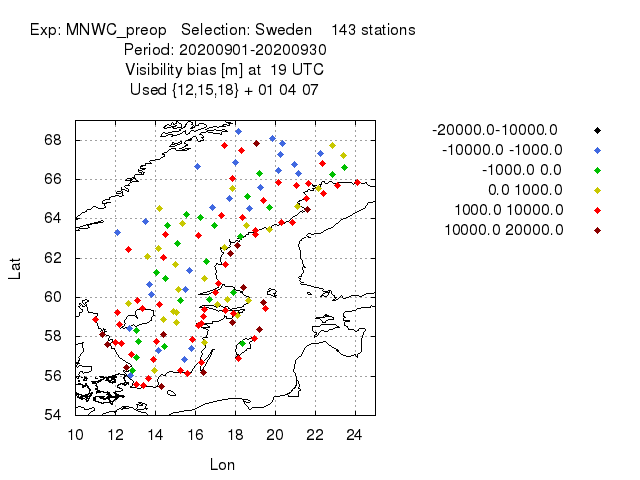 Exp: MNWC_preop Selection: Sweden 143 stations
Period: 20200901-20200930
Visibility bias [m] at 19 UTC
Used {12,15,18} + 01 04 07
-20000.0-10000.0
-10000.0 -1000.0
-1000.0 0.0
0.0 1000.0
1000.0 10000.0
10000.0 20000.0
Lat
68
66
64
62
60
58
56
54
10 12 14 16 18 20 22 24
Lon